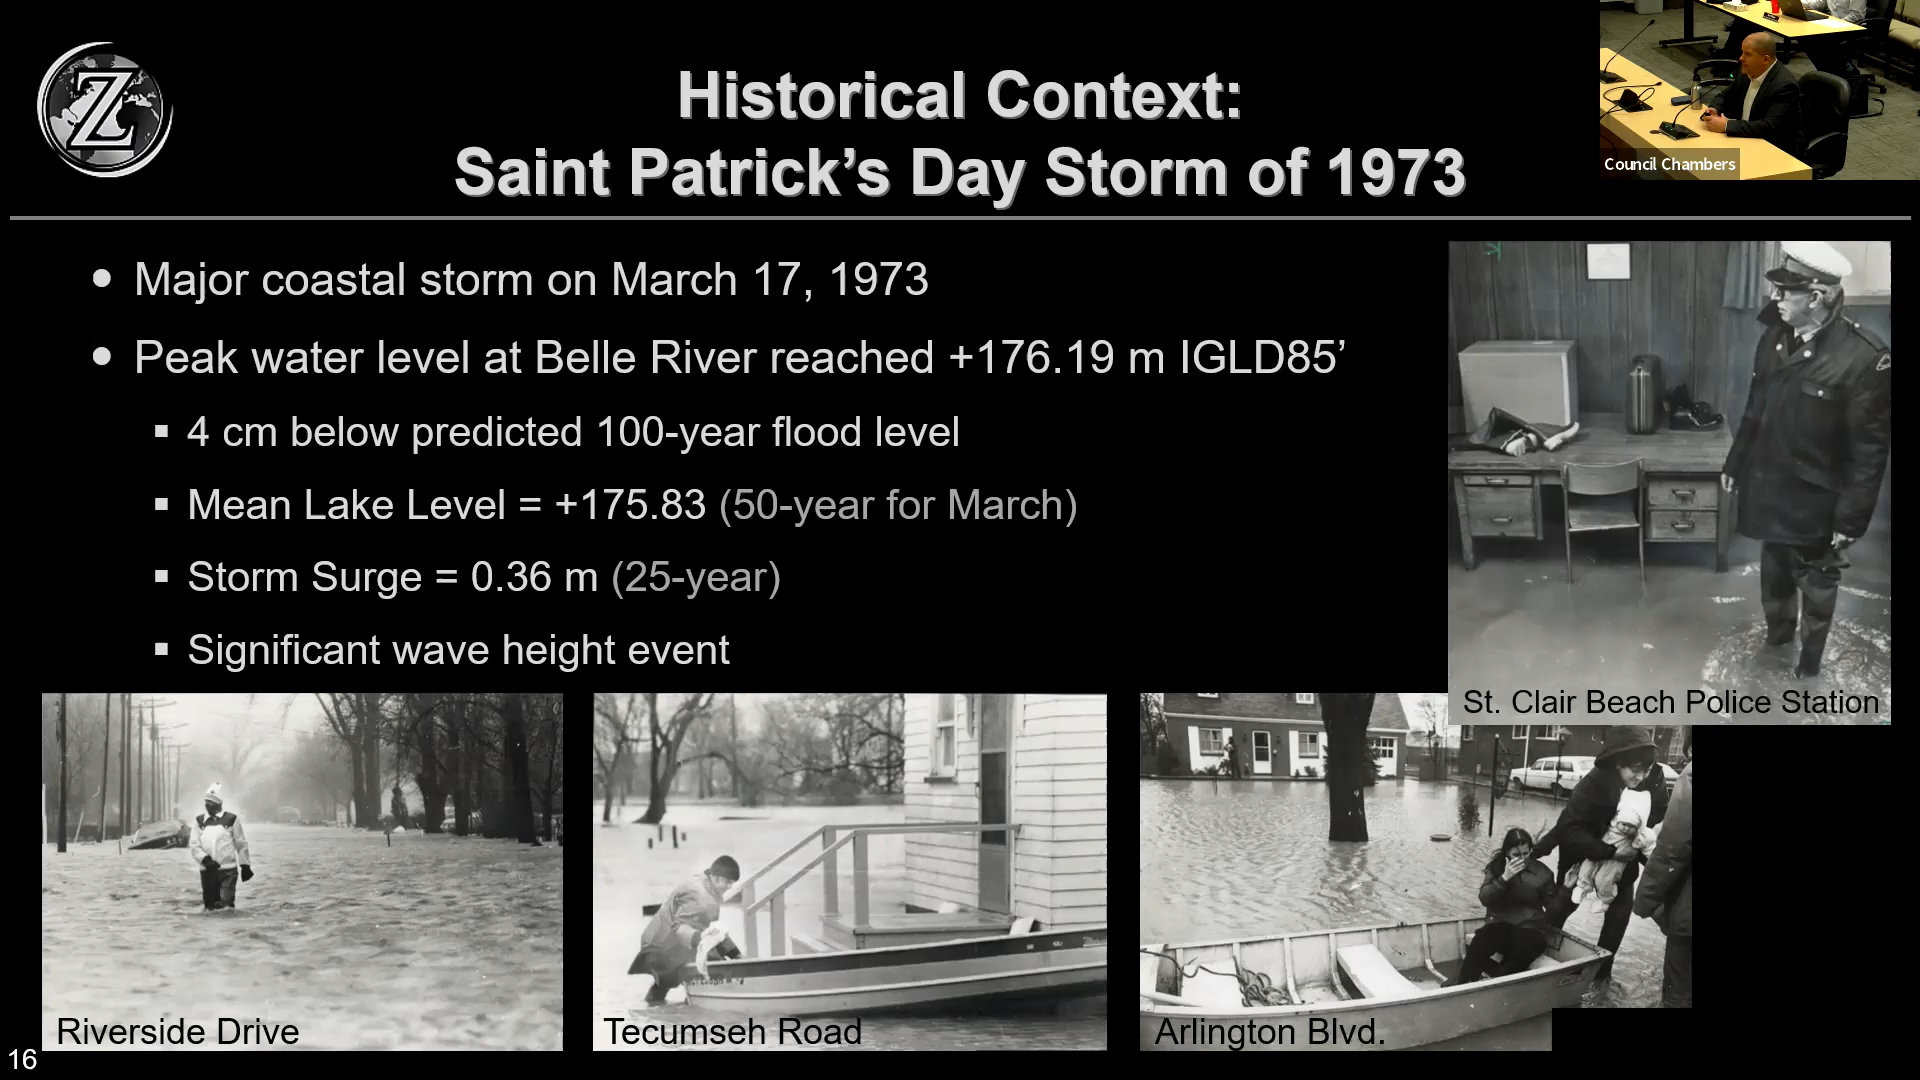 Z
Historical Context:
Saint Patrick’s Day Storm of 1973
Council Chambers
• Major coastal storm on March 17, 1973
• Peak water level at Belle River reached +176.19 m IGLD85’
▪ 4 cm below predicted 100-year flood level
▪ Mean Lake Level = +175.83 (50-year for March)
▪ Storm Surge = 0.36 m (25-year)
▪ Significant wave height event
St. Clair Beach Police Station
Riverside Drive
Tecumseh Road
Arlington Blvd.
16